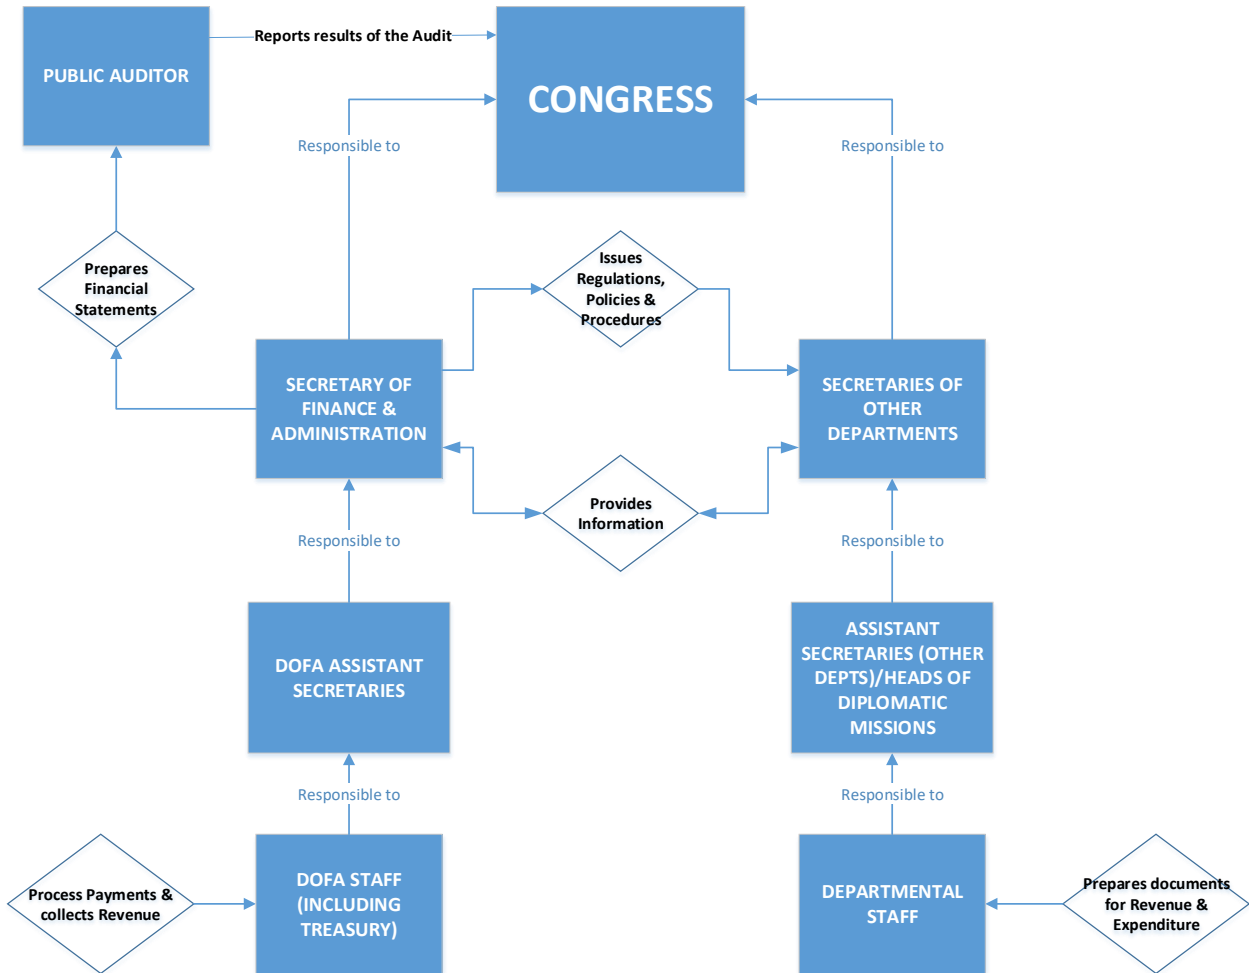 Reports results of the Audit
PUBLIC AUDITOR
CONGRESS
Responsible to
Responsible to
Prepares
Financial
Statements
Issues
Regulations,
Policies &
Procedures
SECRETARY OF
FINANCE &
ADMINISTRATION
SECRETARIES OF
OTHER
DEPARTMENTS
Provides
Information
Responsible to
Responsible to
DOFA ASSISTANT
SECRETARIES
ASSISTANT
SECRETARIES (OTHER
DEPTS)/HEADS OF
DIPLOMATIC
MISSIONS
Responsible to
Responsible to
Process Payments &
collects Revenue
DOFA STAFF
(INCLUDING
TREASURY)
DEPARTMENTAL
STAFF
Prepares documents
for Revenue &
Expenditure